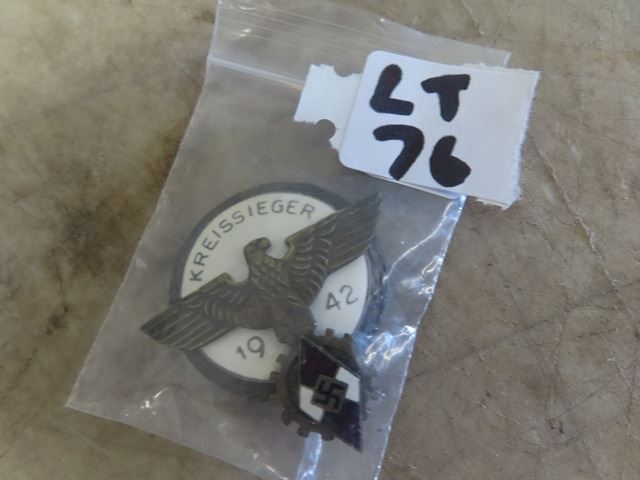 LT
76
KREISSIEGER
19 42